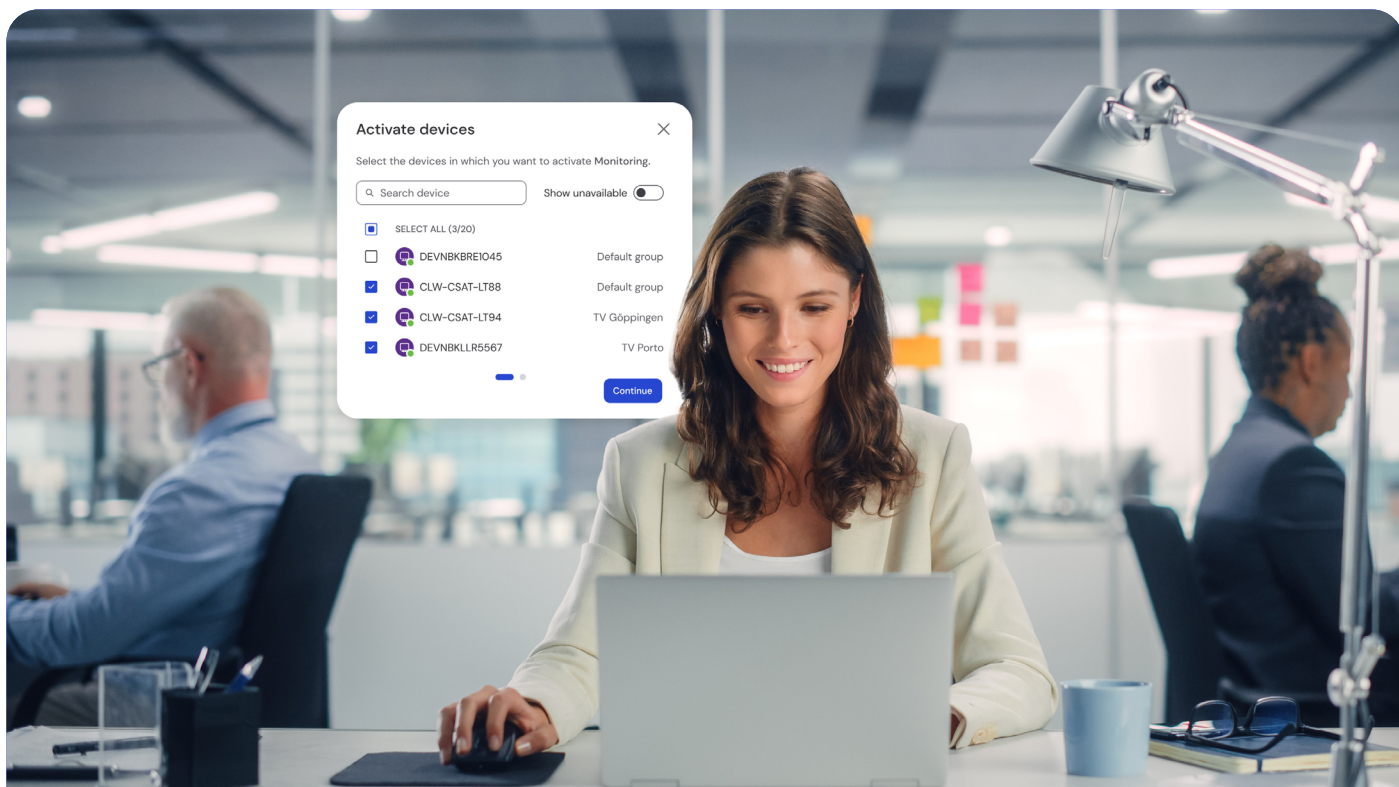 Activate devices
Select the devices in which you want to activate Monitoring.
Search device
Show unavailable
SELECT ALL (3/20)
DEVNBKBRE1045 Default group
CLW-CSAT-LT88 Default group
CLW-CSAT-LT94 TV Göppingen
DEVNBKLLR5567 TV Porto
Continue